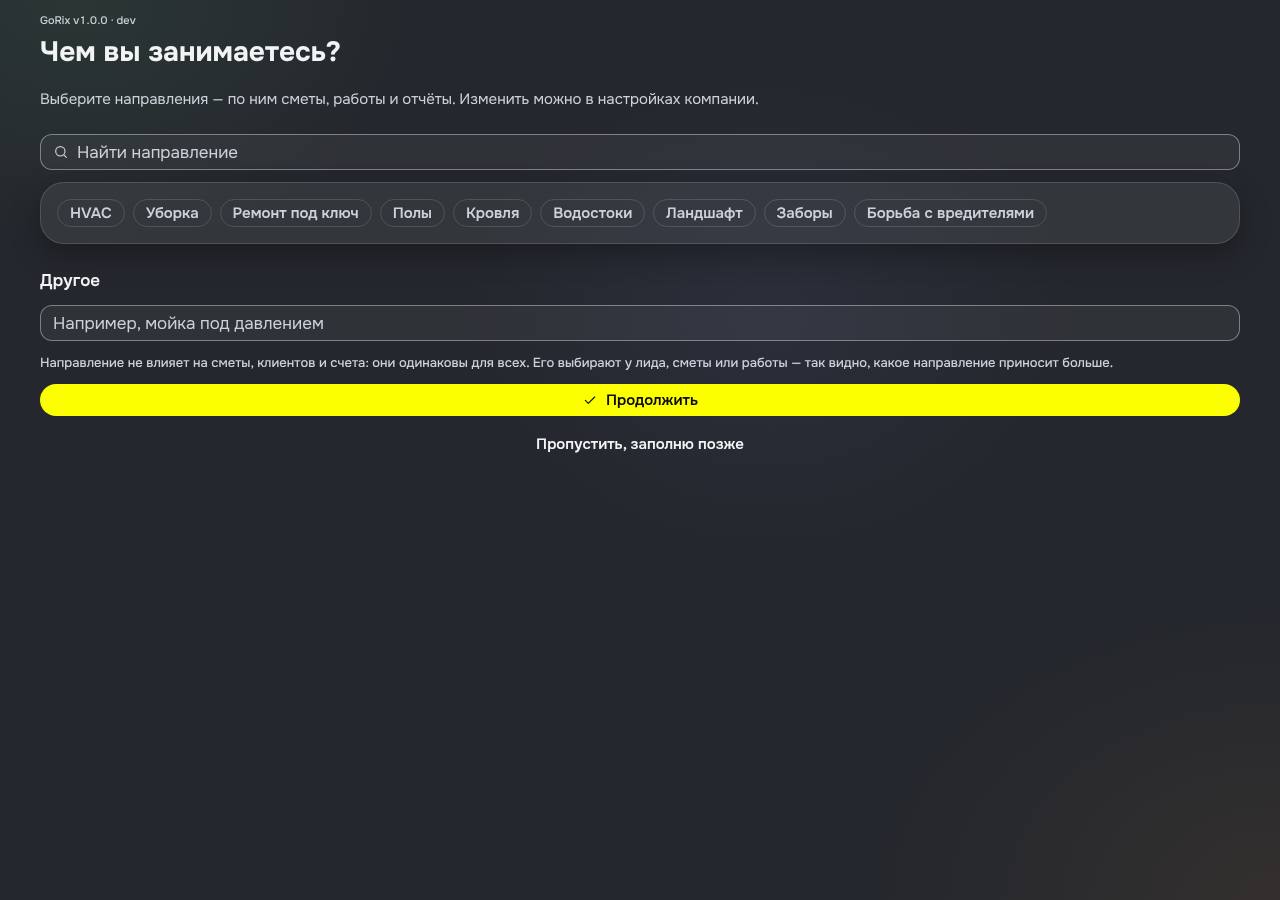 GoRix v1.0.0 · dev
Чем вы занимаетесь?
Выберите направления — по ним сметы, работы и отчёты. Изменить можно в настройках компании.
Найти направление
HVAC Уборка Ремонт под ключ Полы Кровля Водостоки Ландшафт Заборы Борьба с вредителями
Другое
Например, мойка под давлением
Направление не влияет на сметы, клиентов и счета: они одинаковы для всех. Его выбирают у лида, сметы или работы — так видно, какое направление приносит больше.
Продолжить
Пропустить, заполню позже